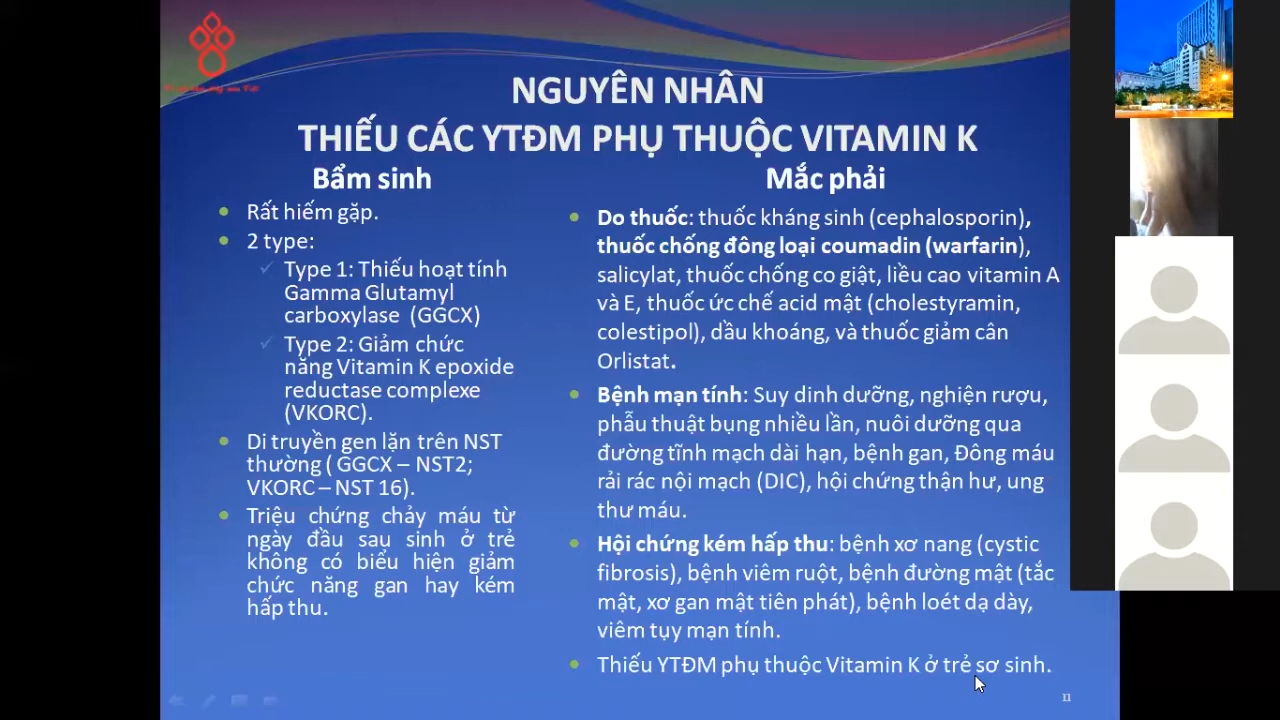 NGUYÊN NHÂN
THIẾU CÁC YTĐM PHỤ THUỘC VITAMIN K
Bẩm sinh
Rất hiếm gặp.
2 type:
Type 1: Thiếu hoạt tính
Gamma Glutamyl
carboxylase (GGCX)
Type 2: Giảm chức
năng Vitamin K epoxide
reductase complexe
(VKORC).
Di truyền gen lặn trên NST
thường ( GGCX – NST2;
VKORC – NST 16).
Triệu chứng chảy máu từ
ngày đầu sau sinh ở trẻ
không có biểu hiện giảm
chức năng gan hay kém
hấp thu.
Mắc phải
Do thuốc: thuốc kháng sinh (cephalosporin),
thuốc chống đông loại coumadin (warfarin),
salicylat, thuốc chống co giật, liều cao vitamin A
và E, thuốc ức chế acid mật (cholestyramin,
colestipol), dầu khoáng, và thuốc giảm cân
Orlistat.
Bệnh mạn tính: Suy dinh dưỡng, nghiện rượu,
phẫu thuật bụng nhiều lần, nuôi dưỡng qua
đường tĩnh mạch dài hạn, bệnh gan, Đông máu
rải rác nội mạch (DIC), hội chứng thận hư, ung
thư máu.
Hội chứng kém hấp thu: bệnh xơ nang (cystic
fibrosis), bệnh viêm ruột, bệnh đường mật (tắc
mật, xơ gan mật tiên phát), bệnh loét dạ dày,
viêm tụy mạn tính.
Thiếu YTĐM phụ thuộc Vitamin K ở trẻ sơ sinh.
11